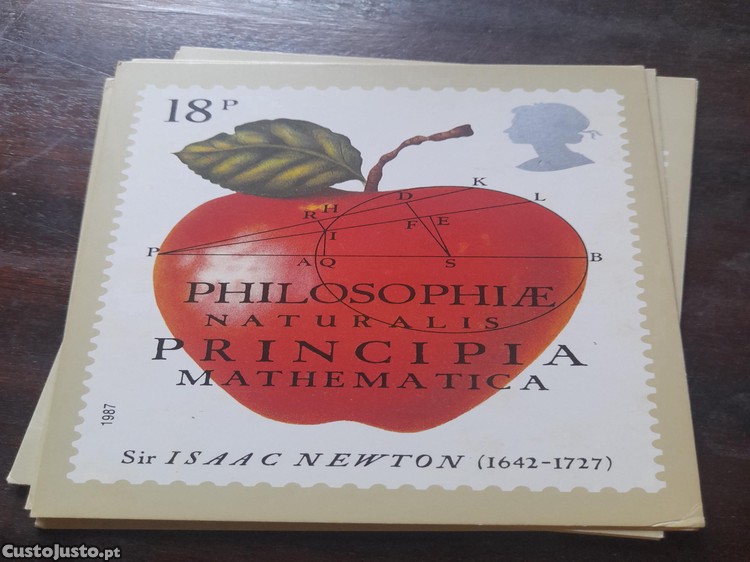 18P
K
H
D
L
R
F
E
I
P
A
Q
S
B
PHILOSOPHIÆ
NATURALIS
PRINCIPIA
MATHEMATICA
1987
Sir ISAAC NEWTON (1642-1727)
CustoJusto.pt